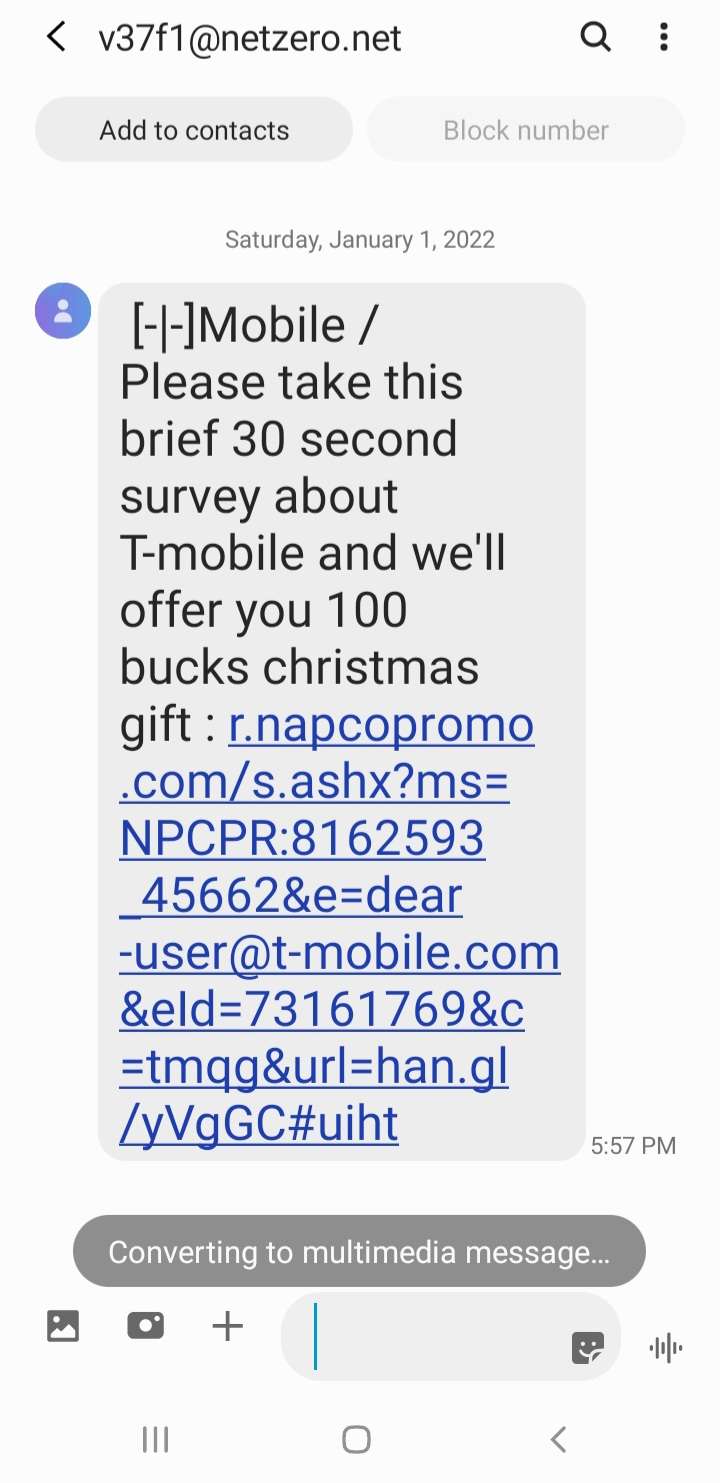 v37f1@netzero.net
Add to contacts
Block number
Saturday, January 1, 2022
[-|-]Mobile /
Please take this
brief 30 second
survey about
T-mobile and we'll
offer you 100
bucks christmas
gift : r.napcopromo
.com/s.ashx?ms=
NPCPR:8162593
_45662&e=dear
-user@t-mobile.com
&eId=73161769&c
=tmqg&url=han.gl
/yVgGC#uiht
5:57 PM
Converting to multimedia message...